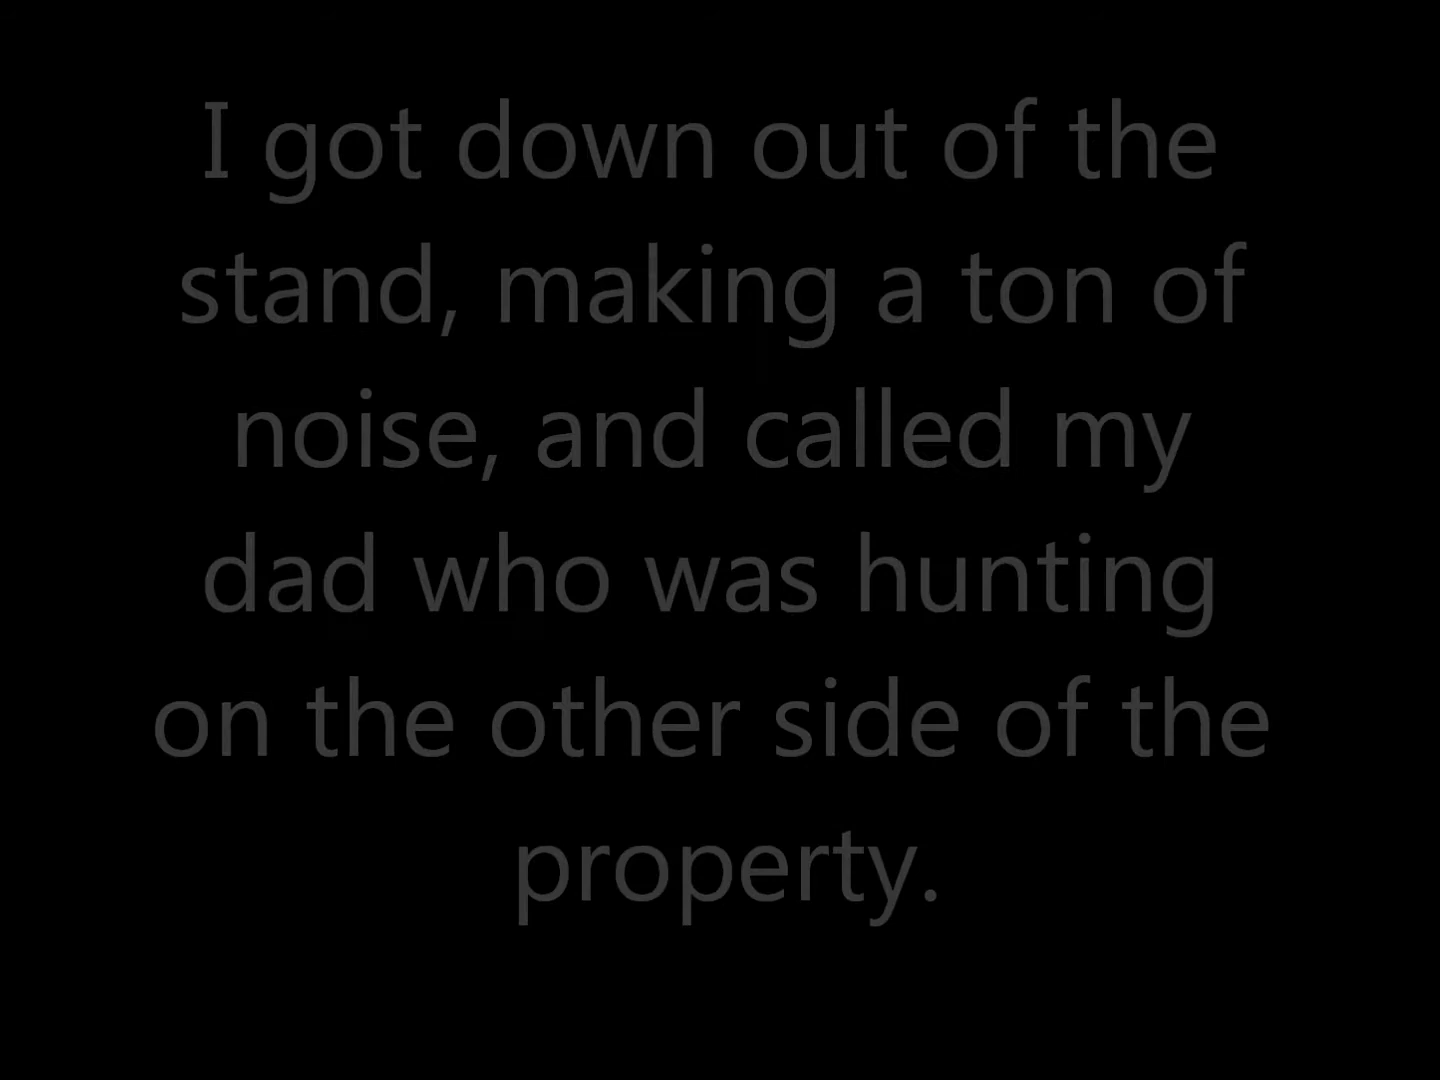 I got down out of the
stand, making a ton of
noise, and called my
dad who was hunting
on the other side of the
property.